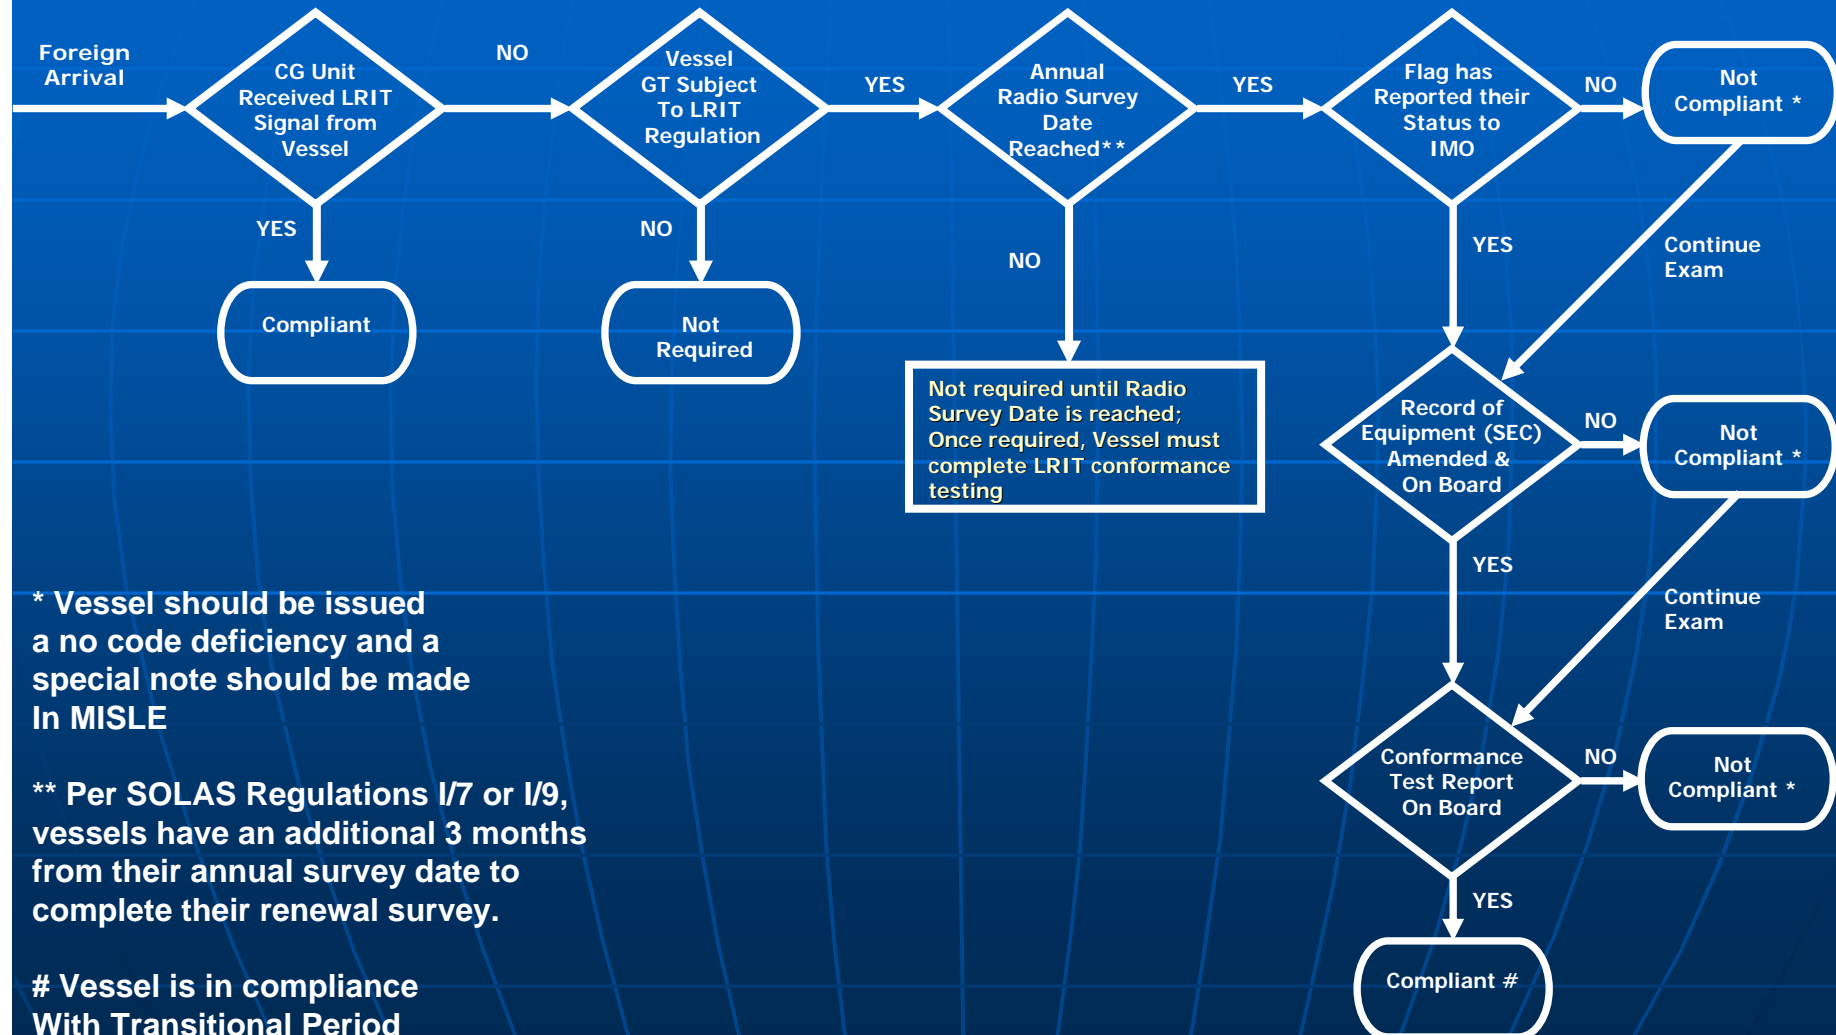 Foreign
Arrival
CG Unit
Received LRIT
Signal from
Vessel
NO
YES
Compliant
Vessel
GT Subject
To LRIT
Regulation
YES
NO
Not
Required
Annual
Radio Survey
Date
Reached**
YES
NO
Not required until Radio
Survey Date is reached;
Once required, Vessel must
complete LRIT conformance
testing
Flag has
Reported their
Status to
IMO
NO
Not
Compliant *
YES
Continue
Exam
Record of
Equipment (SEC)
Amended &
On Board
NO
Not
Compliant *
YES
Continue
Exam
Conformance
Test Report
On Board
NO
Not
Compliant *
YES
Compliant #
* Vessel should be issued
a no code deficiency and a
special note should be made
In MISLE
** Per SOLAS Regulations I/7 or I/9,
vessels have an additional 3 months
from their annual survey date to
complete their renewal survey.
# Vessel is in compliance
With Transitional Period